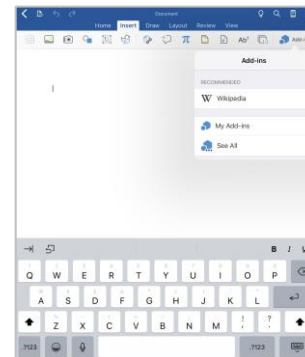 Document
Home Insert Draw Layout Review View
Add-ins
RECOMMENDED
W Wikipedia
My Add-ins
See All
B I
Q W E R T Y U I O P
A S D F G H J K L
Z X C V B N M ! ?
.?123 .?123